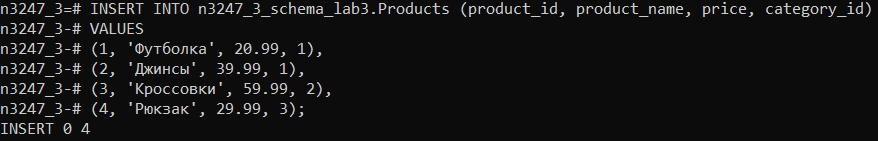 n3247_3=# INSERT INTO n3247_3_schema_lab3.Products (product_id, product_name, price, category_id)
n3247_3-# VALUES
n3247_3-# (1, 'Футболка', 20.99, 1),
n3247_3-# (2, 'Джинсы', 39.99, 1),
n3247_3-# (3, 'Кроссовки', 59.99, 2),
n3247_3-# (4, 'Рюкзак', 29.99, 3);
INSERT 0 4